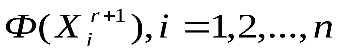 Φ(X_i^{r+1}), i=1,2,...,n